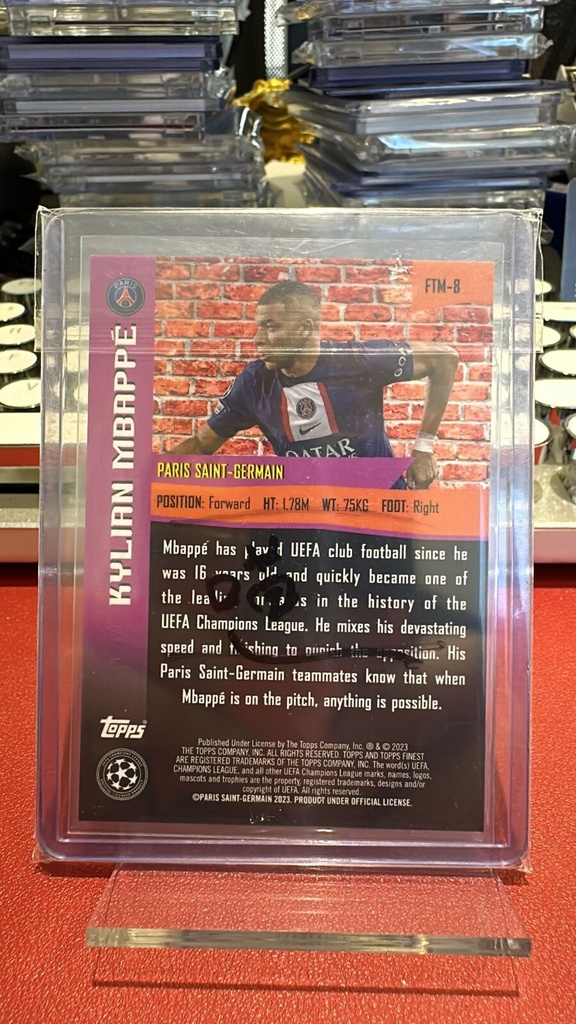 PARIS
FTM-8
KYLIAN MBAPPÉ
QATAR
PARIS SAINT-GERMAIN
POSITION: Forward HT: 1.78M WT: 75KG FOOT: Right
Mbappé has played UEFA club football since he
was 16 years old and quickly became one of
the leading in the history of the
UEFA Champions League. He mixes his devastating
speed and finishing to punish the opposition. His
Paris Saint-Germain teammates know that when
Mbappé is on the pitch, anything is possible.
topps
Published Under License by The Topps Company, Inc. ® & © 2023
THE TOPPS COMPANY, INC. ALL RIGHTS RESERVED. TOPPS AND TOPPS FINEST
ARE REGISTERED TRADEMARKS OF THE TOPPS COMPANY, INC. The word(s) UEFA,
CHAMPIONS LEAGUE, and all other UEFA Champions League marks, names, logos,
mascots and trophies are the property, registered trademarks, designs and/or
copyright of UEFA. All rights reserved.
©PARIS SAINT-GERMAIN 2023. PRODUCT UNDER OFFICIAL LICENSE.